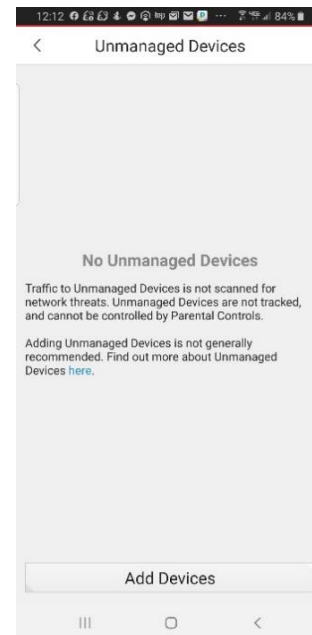 12:12
84%
Unmanaged Devices
No Unmanaged Devices
Traffic to Unmanaged Devices is not scanned for
network threats. Unmanaged Devices are not tracked,
and cannot be controlled by Parental Controls.
Adding Unmanaged Devices is not generally
recommended. Find out more about Unmanaged
Devices here.
Add Devices